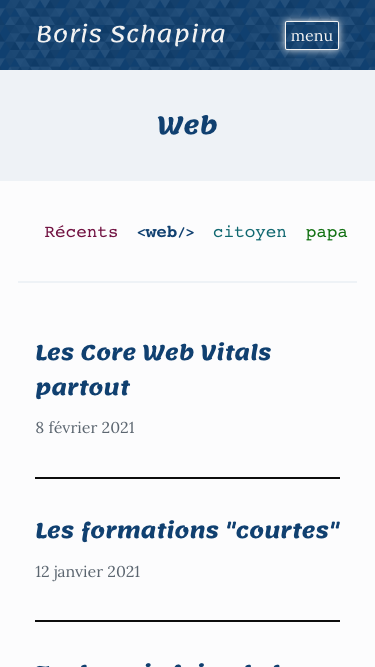 Boris Schapira
menu
Web
Récents <web/> citoyen papa
Les Core Web Vitals
partout
8 février 2021
Les formations "courtes"
12 janvier 2021